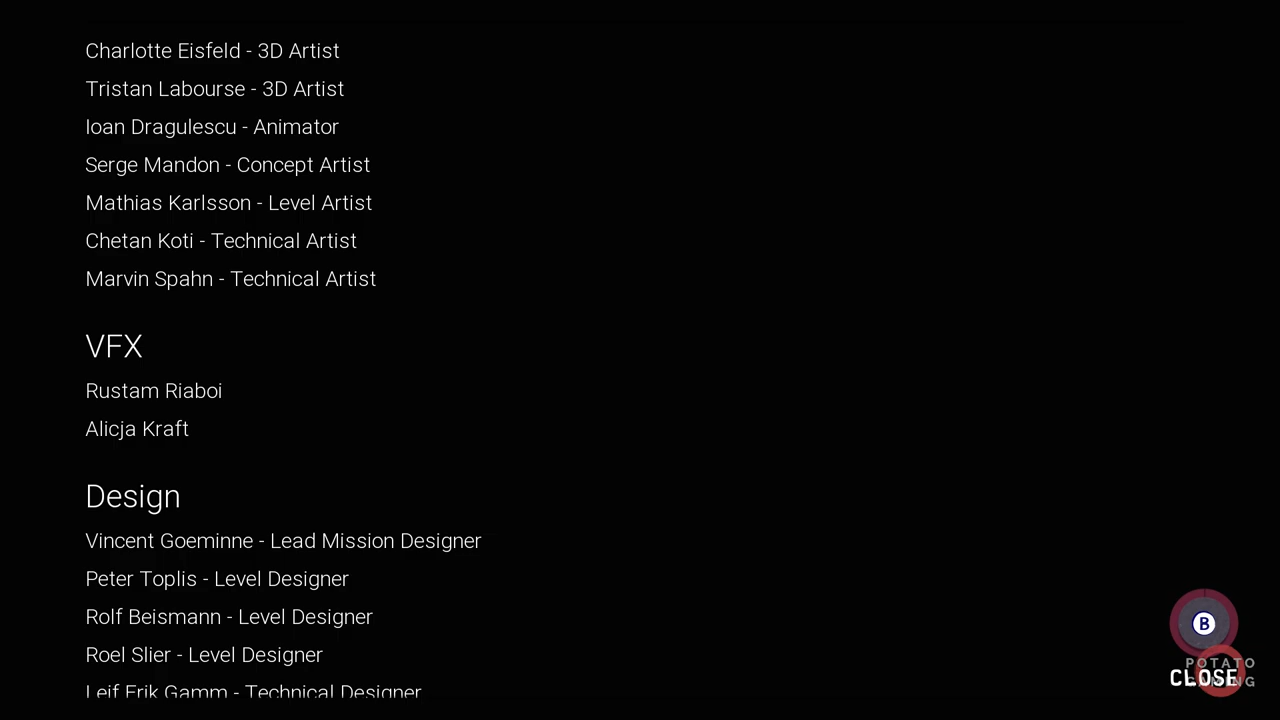 Charlotte Eisfeld - 3D Artist
Tristan Labourse - 3D Artist
Ioan Dragulescu - Animator
Serge Mandon - Concept Artist
Mathias Karlsson - Level Artist
Chetan Koti - Technical Artist
Marvin Spahn - Technical Artist
VFX
Rustam Riaboi
Alicja Kraft
Design
Vincent Goeminne - Lead Mission Designer
Peter Toplis - Level Designer
Rolf Beismann - Level Designer
Roel Slier - Level Designer
Leif Erik Gamm - Technical Designer
B
POTATO
GAMING
CLOSE